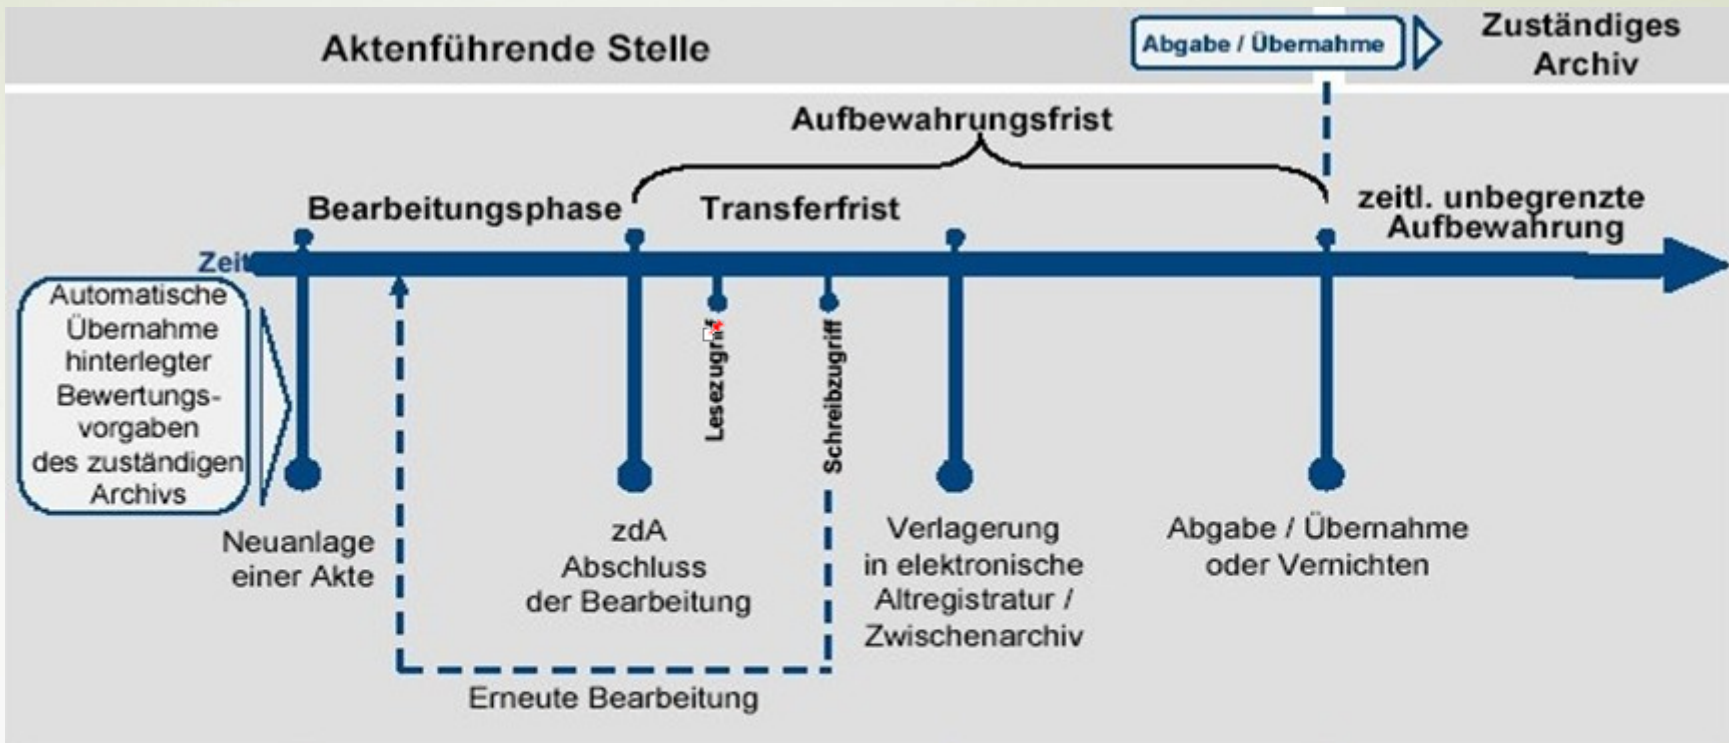 Aktenführende Stelle
Abgabe / Übernahme
Zuständiges
Archiv
Aufbewahrungsfrist
Bearbeitungsphase
Transferfrist
zeitl. unbegrenzte
Aufbewahrung
Zeit
Automatische
Übernahme
hinterlegter
Bewertungs-
vorgaben
des zuständigen
Archivs
Lesezugriff
Schreibzugriff
Neuanlage
einer Akte
zdA
Abschluss
der Bearbeitung
Verlagerung
in elektronische
Altregistratur /
Zwischenarchiv
Abgabe / Übernahme
oder Vernichten
Erneute Bearbeitung